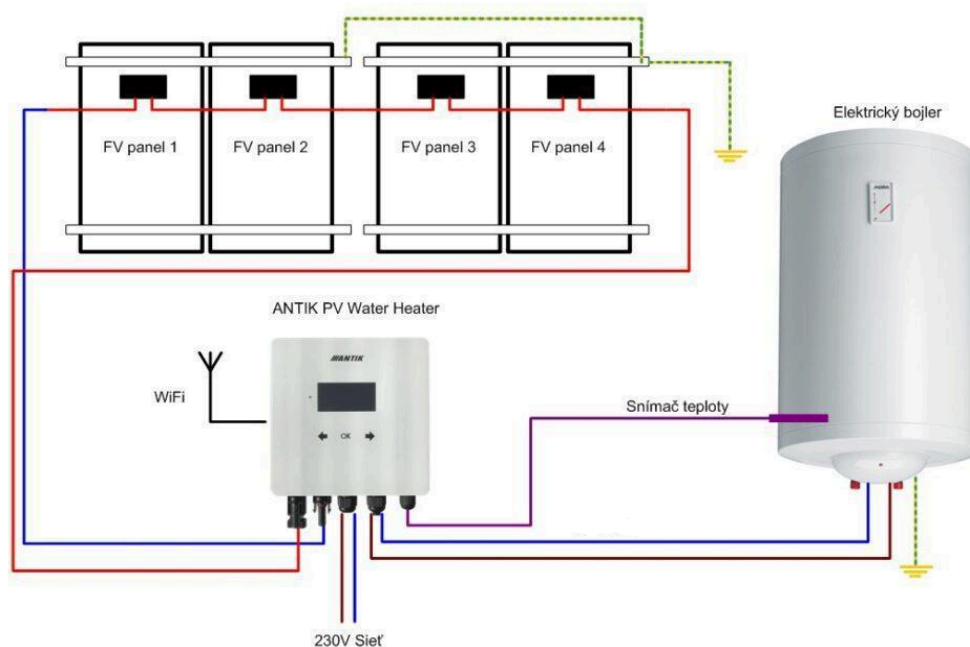 FV panel 1
FV panel 2
FV panel 3
FV panel 4
Elektrický bojler
ANTIK PV Water Heater
ANTIK
WiFi
OK
Snímač teploty
230V Sieť